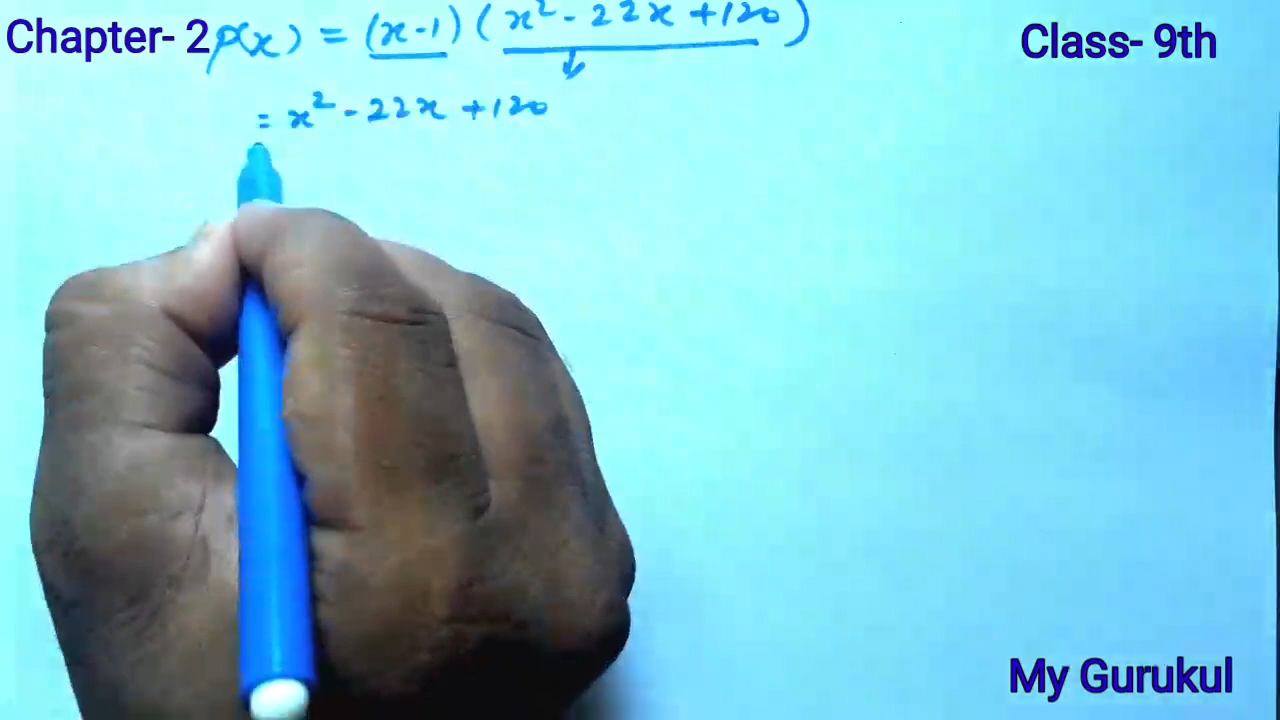 Chapter- 2
Class- 9th
p(x) = (x-1) (x² - 22x + 120)
= x² - 22x + 120
My Gurukul